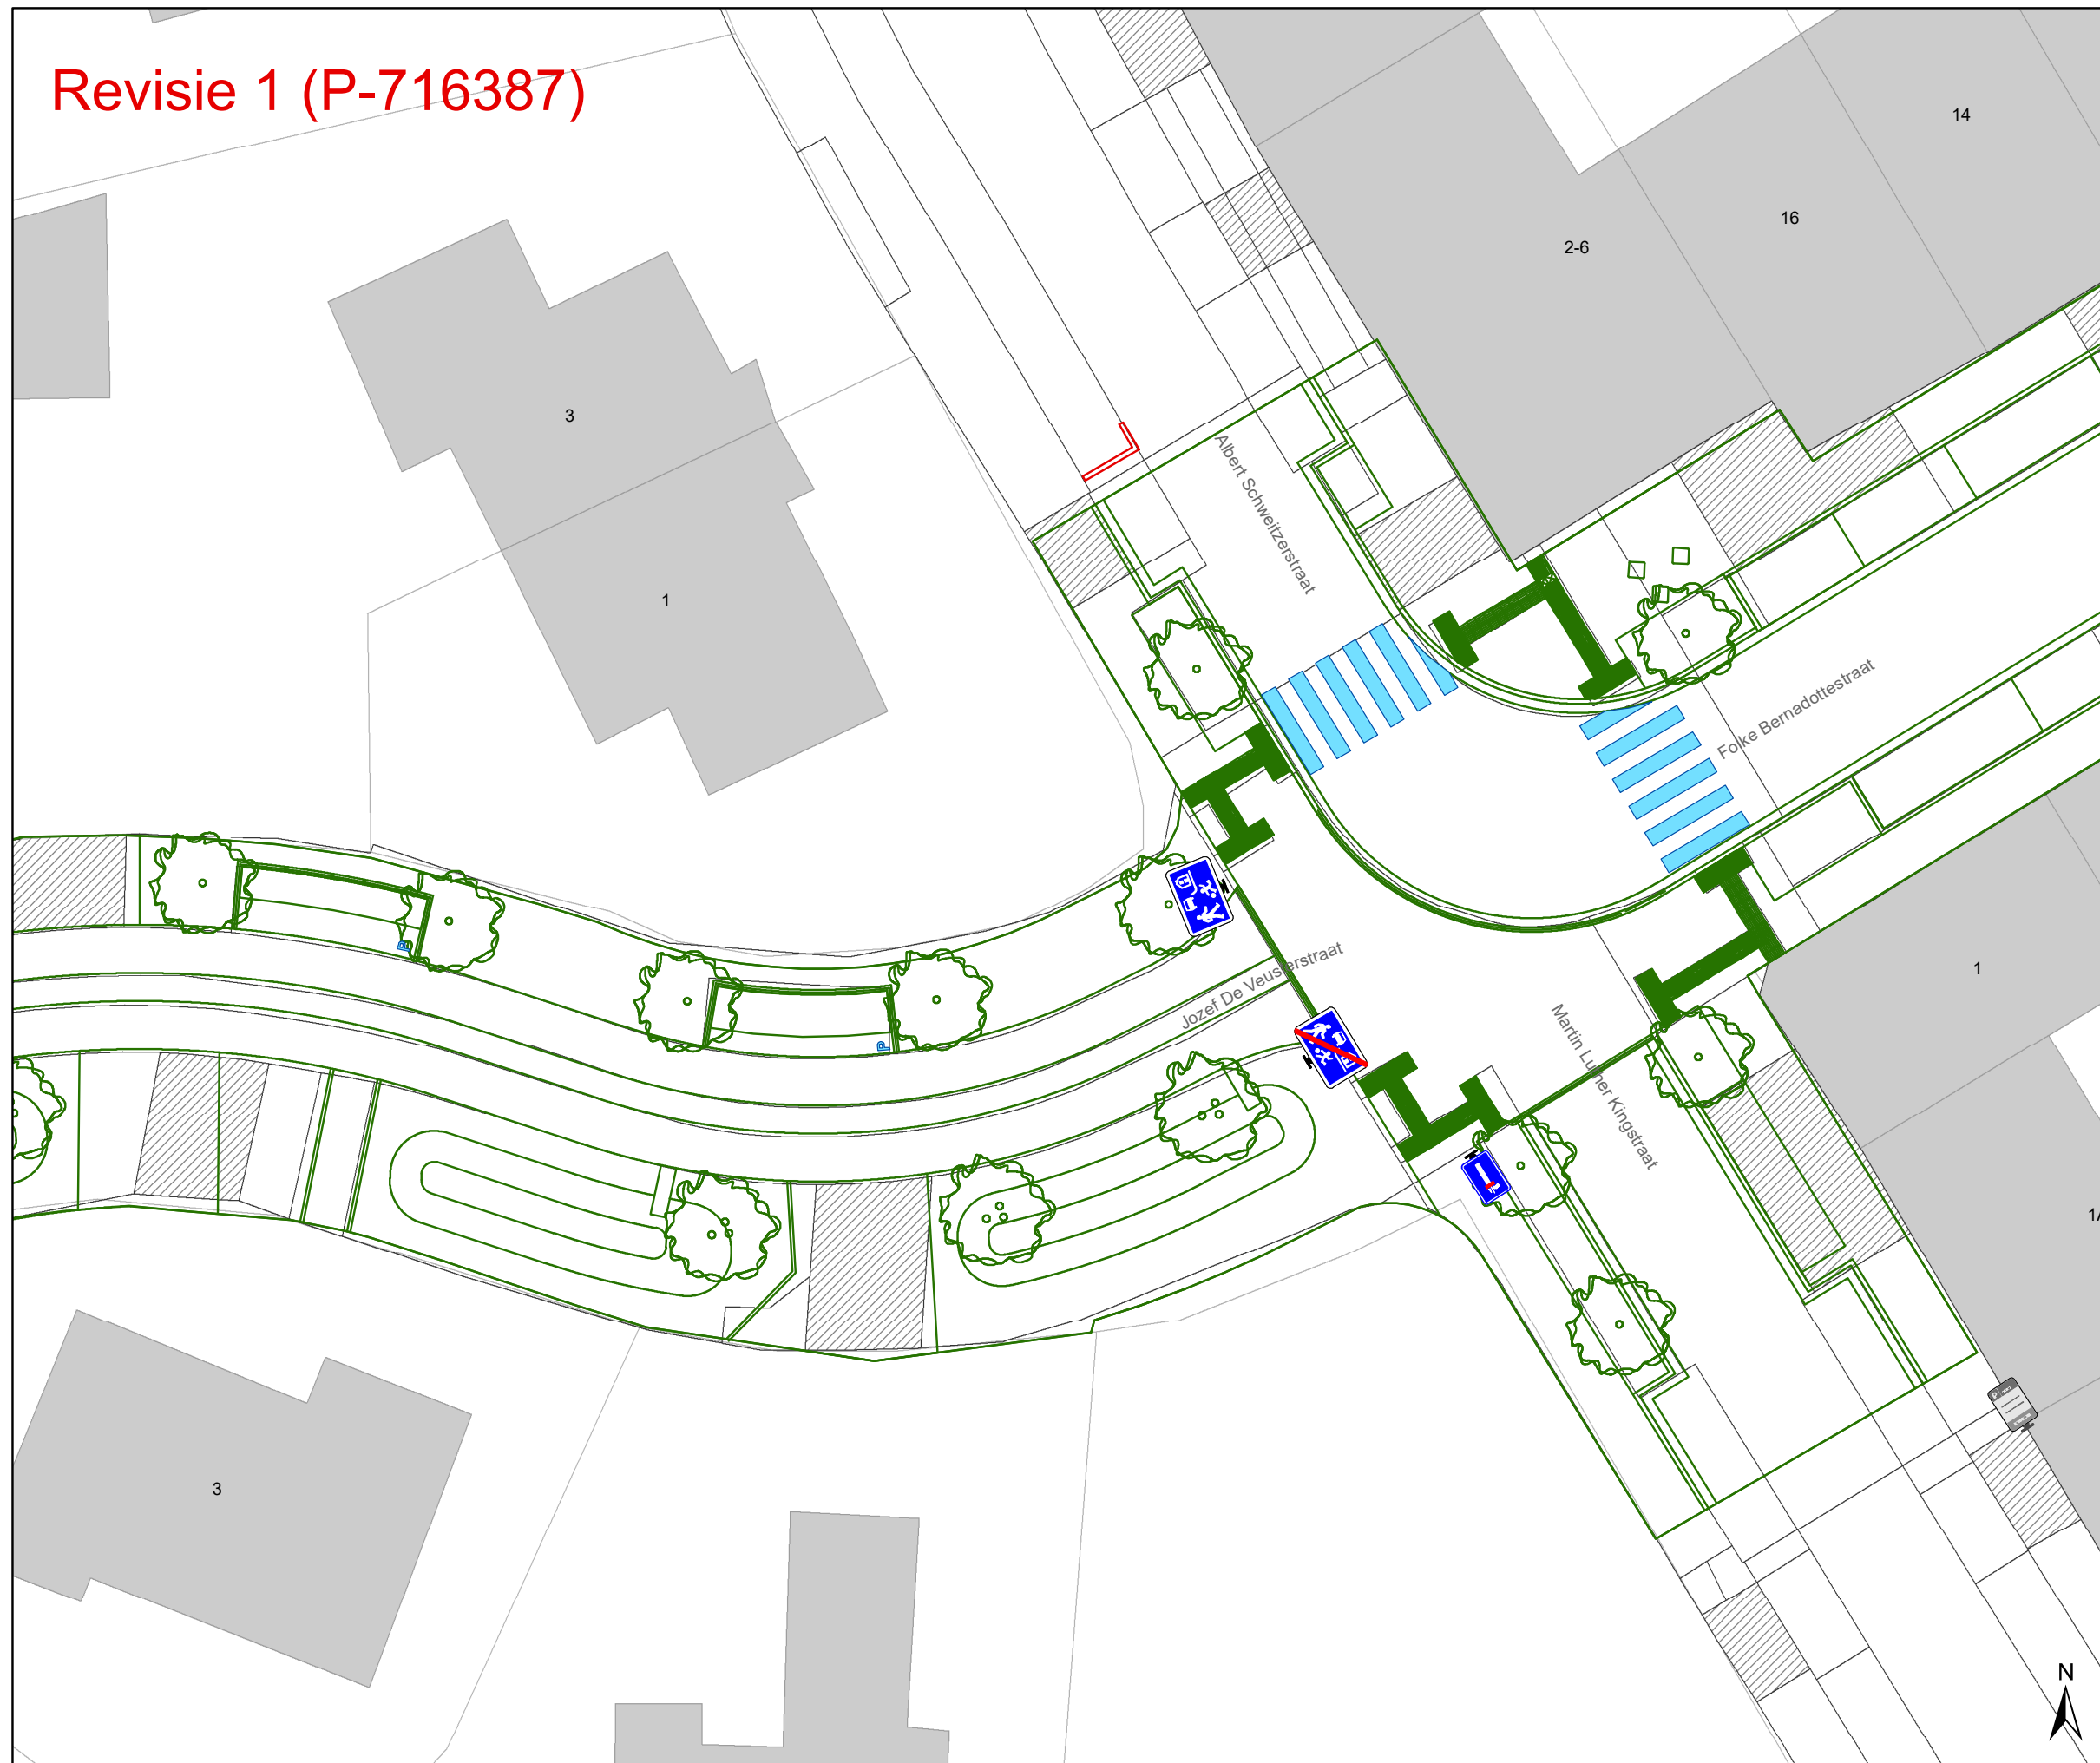 Revisie 1 (P-716387)
14
16
2-6
3
1
Albert Schweitzerstraat
Folke Bernadottestraat
P
Jozef De Veusterstraat
P
1
Martin Luther Kingstraat
3
N